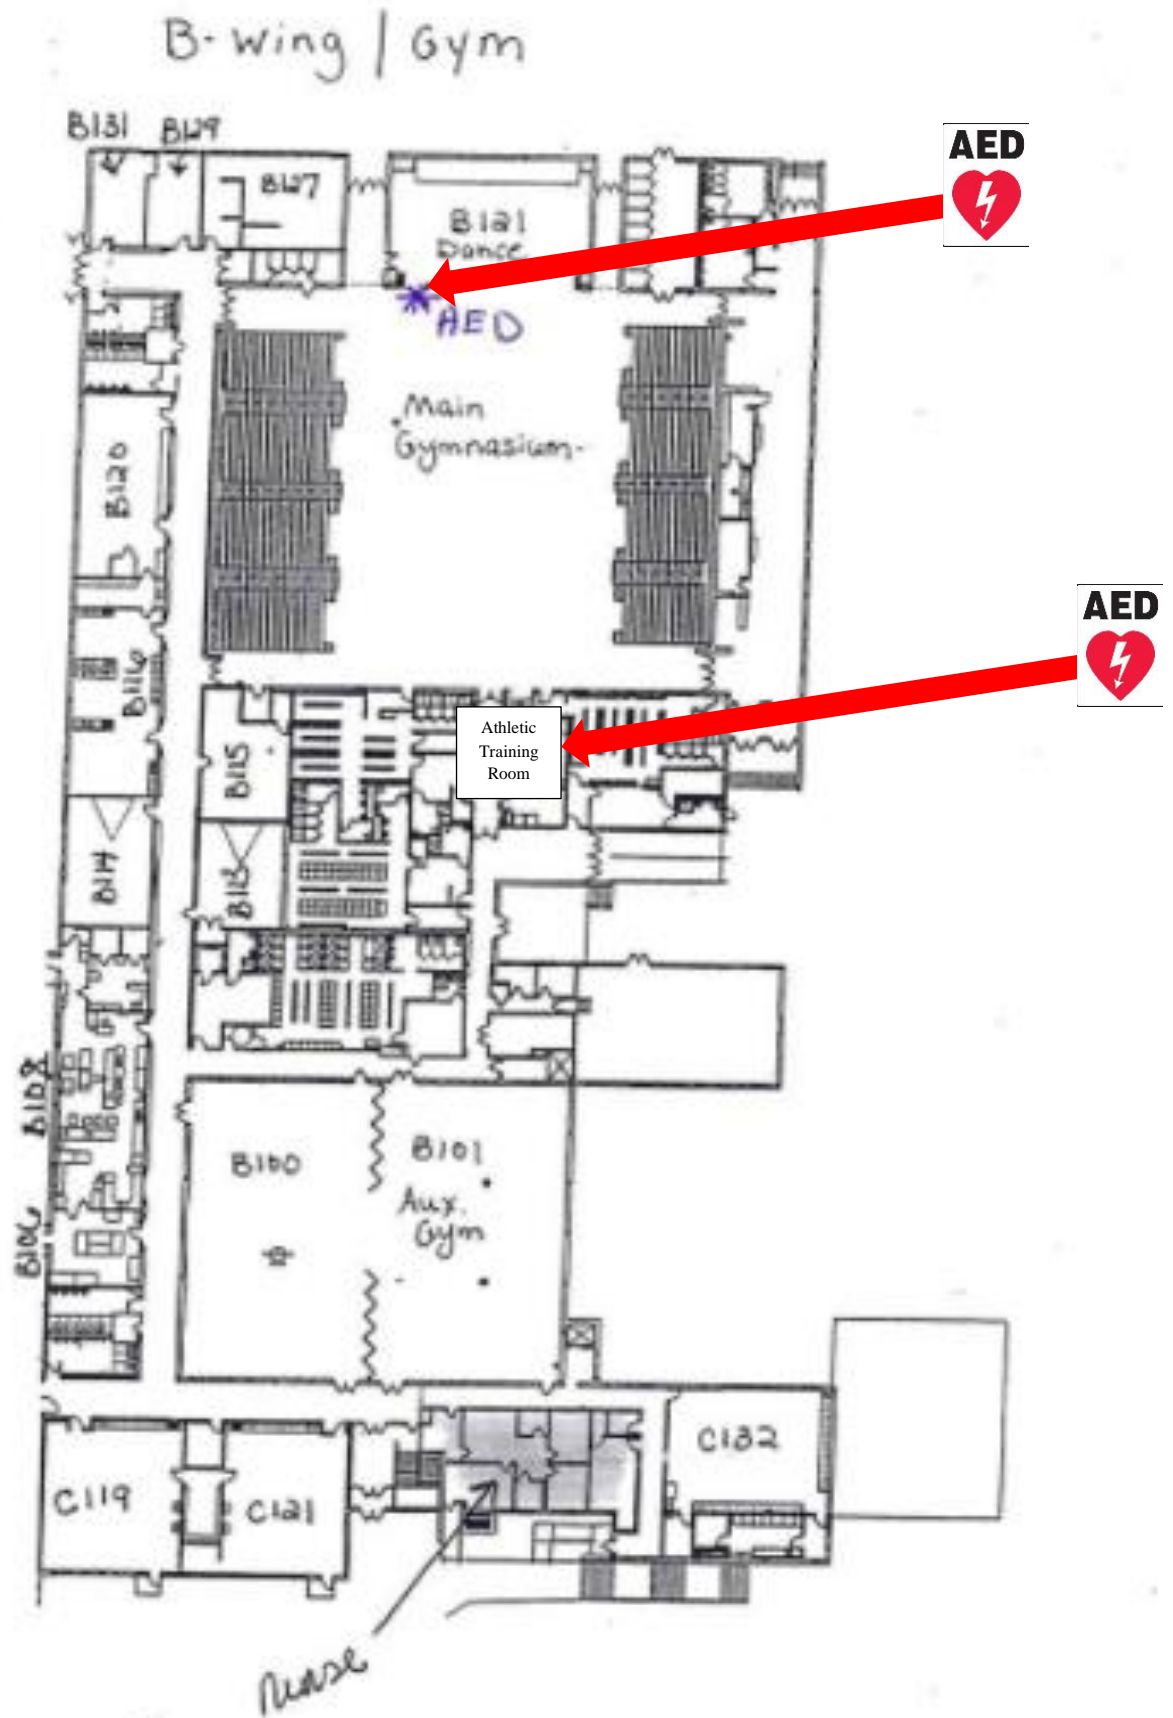 B-wing | Gym
B131
B129
B127
B121
Dance
AED
AED
Main
Gymnasium
B120
AED
B116
Athletic
Training
Room
B115
B114
B113
B108
B106
B100
B101
Aux.
Gym
C132
C119
C121
Nurse